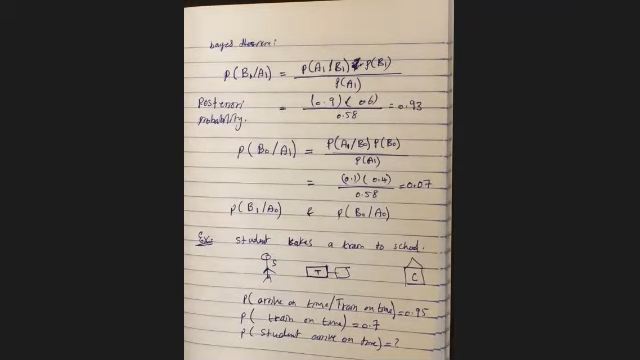 bayes theorem:
P(B₁/A₁) = P(A₁/B₁) P(B₁) / P(A₁)
Posteriori probability. = (0.9)(0.6) / 0.58 = 0.93
P(B₀/A₁) = P(A₁/B₀) P(B₀) / P(A₁)
= (0.1)(0.4) / 0.58 = 0.07
P(B₁/A₀) & P(B₀/A₀)
Ex: Student takes a train to school.
S T C
P(arrive on time/Train on time) = 0.95
P(train on time) = 0.7
P(Student arrive on time) = ?